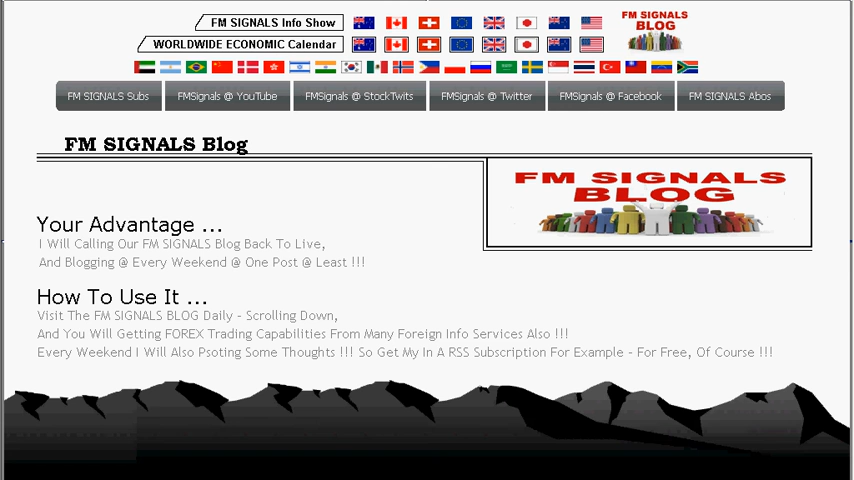 FM SIGNALS Info Show
WORLDWIDE ECONOMIC Calendar
FM SIGNALS
BLOG
FM SIGNALS Subs
FMSignals @ YouTube
FMSignals @ StockTwits
FMSignals @ Twitter
FMSignals @ Facebook
FM SIGNALS Abos
FM SIGNALS Blog
FM SIGNALS
BLOG
Your Advantage ...
I Will Calling Our FM SIGNALS Blog Back To Live,
And Blogging @ Every Weekend @ One Post @ Least !!!
How To Use It ...
Visit The FM SIGNALS BLOG Daily - Scrolling Down,
And You Will Getting FOREX Trading Capabilities From Many Foreign Info Services Also !!!
Every Weekend I Will Also Psoting Some Thoughts !!! So Get My In A RSS Subscription For Example - For Free, Of Course !!!